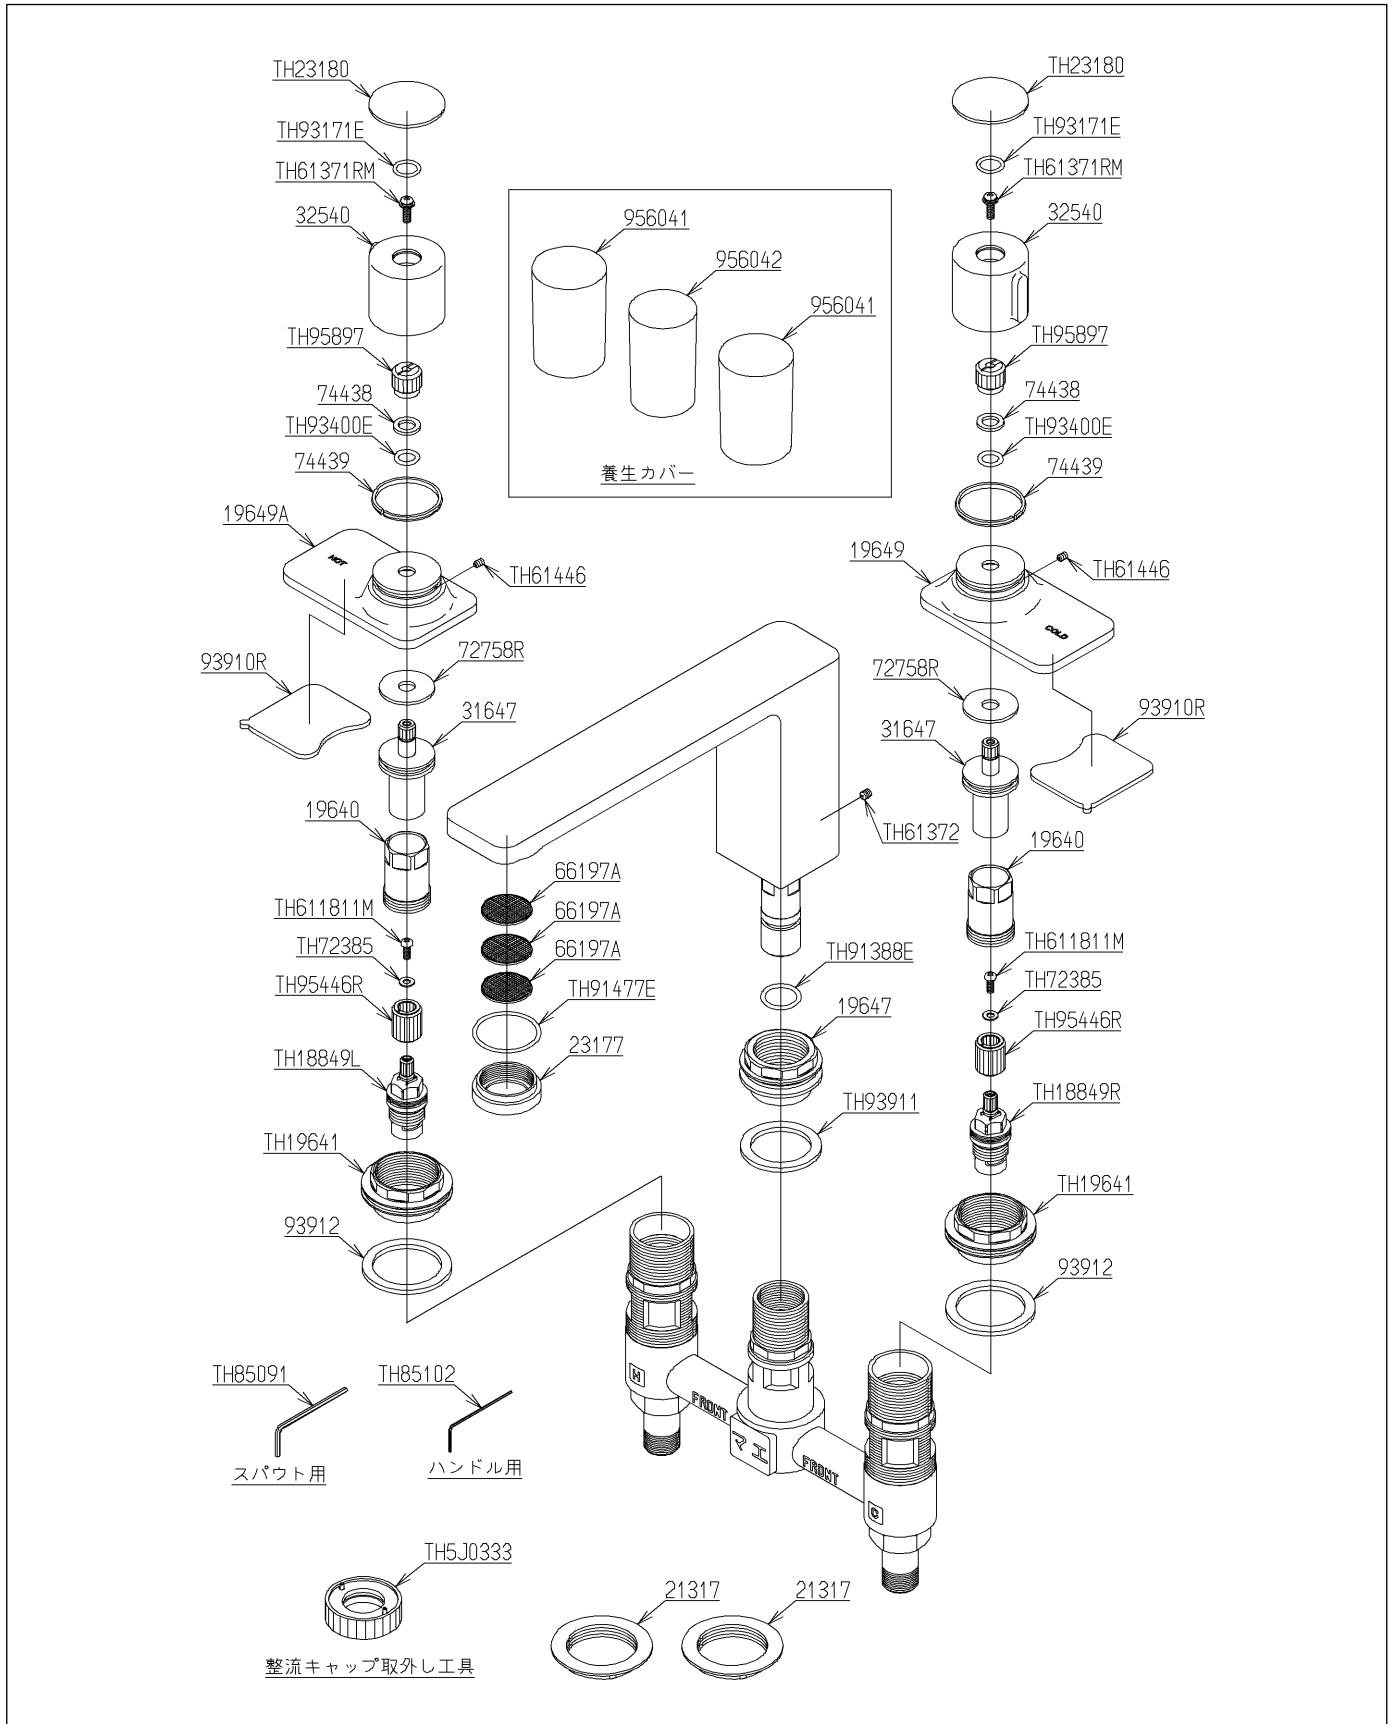 TH23180
TH93171E
TH61371RM
32540
TH95897
74438
TH93400E
74439
19649A
HOT
TH61446
93910R
72758R
31647
19640
TH611811M
TH72385
TH95446R
TH18849L
TH19641
93912
956041
956042
956041
養生カバー
TH61372
66197A
66197A
66197A
TH91477E
23177
TH91388E
19647
TH93911
TH23180
TH93171E
TH61371RM
32540
TH95897
74438
TH93400E
74439
19649
TH61446
COLD
72758R
93910R
31647
19640
TH611811M
TH72385
TH95446R
TH18849R
TH19641
93912
H
FRONT
マエ
FRONT
C
TH85091
スパウト用
TH85102
ハンドル用
TH5J0333
整流キャップ取外し工具
21317
21317